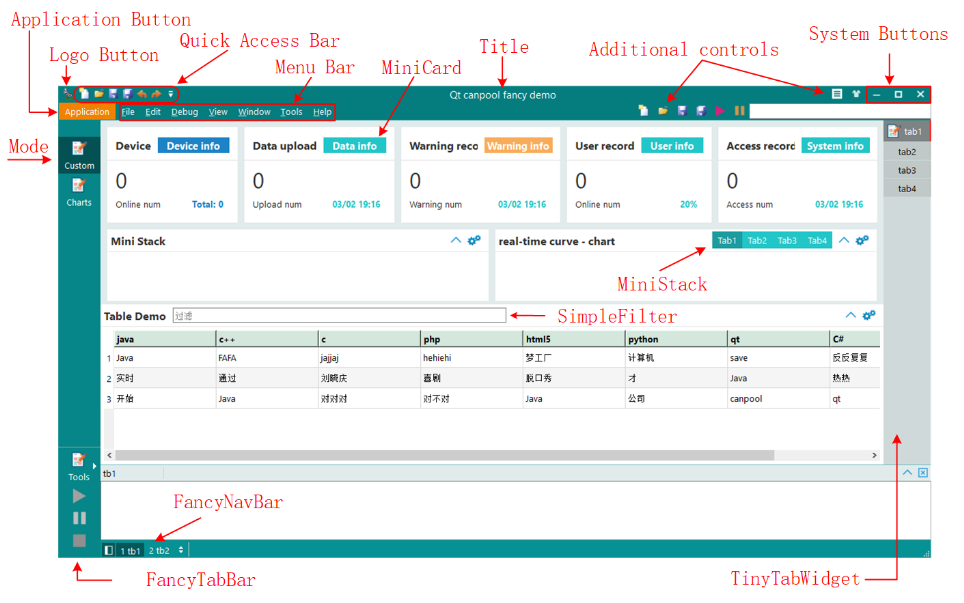 Application Button
Logo Button
Quick Access Bar
Menu Bar
MiniCard
Title
Additional controls
System Buttons
Qt canpool fancy demo
Application File Edit Debug View Window Tools Help
Mode
Custom
Charts
Device Device info
0
Online num Total: 0
Data upload Data info
0
Upload num 03/02 19:16
Warning reco Warning info
0
Warning num 03/02 19:16
User record User info
0
Online num 20%
Access record System info
0
Access num 03/02 19:16
tab1
tab2
tab3
tab4
Mini Stack
real-time curve - chart Tab1 Tab2 Tab3 Tab4
MiniStack
Table Demo 过滤
SimpleFilter
java c++ c php html5 python qt C#
1 Java FAFA jajjaj hehiehi 梦工厂 计算机 save 反反复复
2 实时 通过 刘晓庆 喜剧 脱口秀 才 Java 热热
3 开始 Java 对对对 对不对 Java 公司 canpool qt
Tools
tb1
FancyNavBar
1 tb1 2 tb2
FancyTabBar
TinyTabWidget